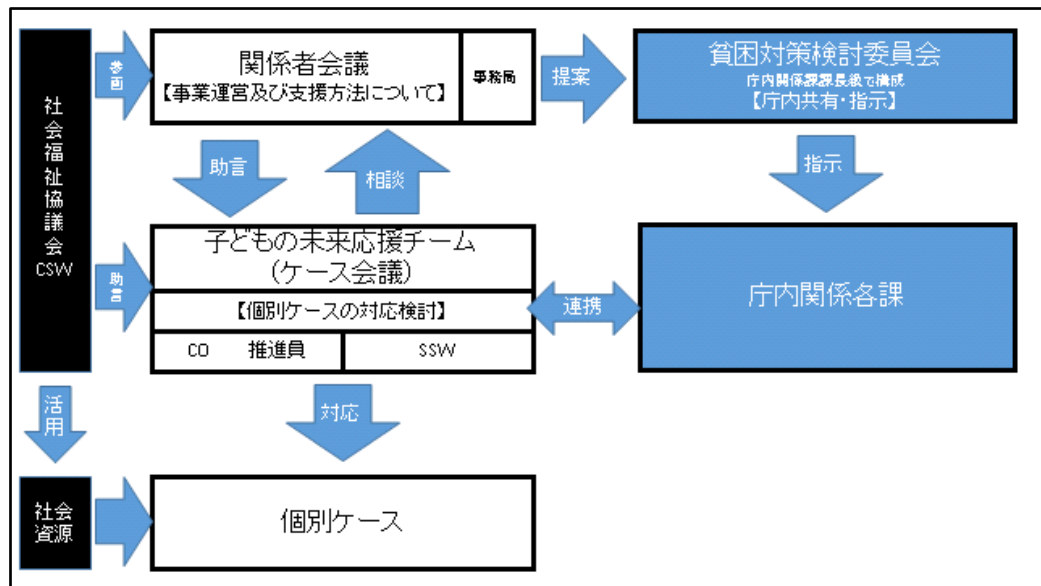 社会福祉協議会CSW
参画
関係者会議
【事業運営及び支援方法について】
事務局
提案
貧困対策検討委員会
庁内関係課課長級で構成
【庁内共有・指示】
助言
相談
指示
助言
子どもの未来応援チーム
(ケース会議)
【個別ケースの対応検討】
CO 推進員
SSW
連携
庁内関係各課
活用
対応
社会
資源
個別ケース